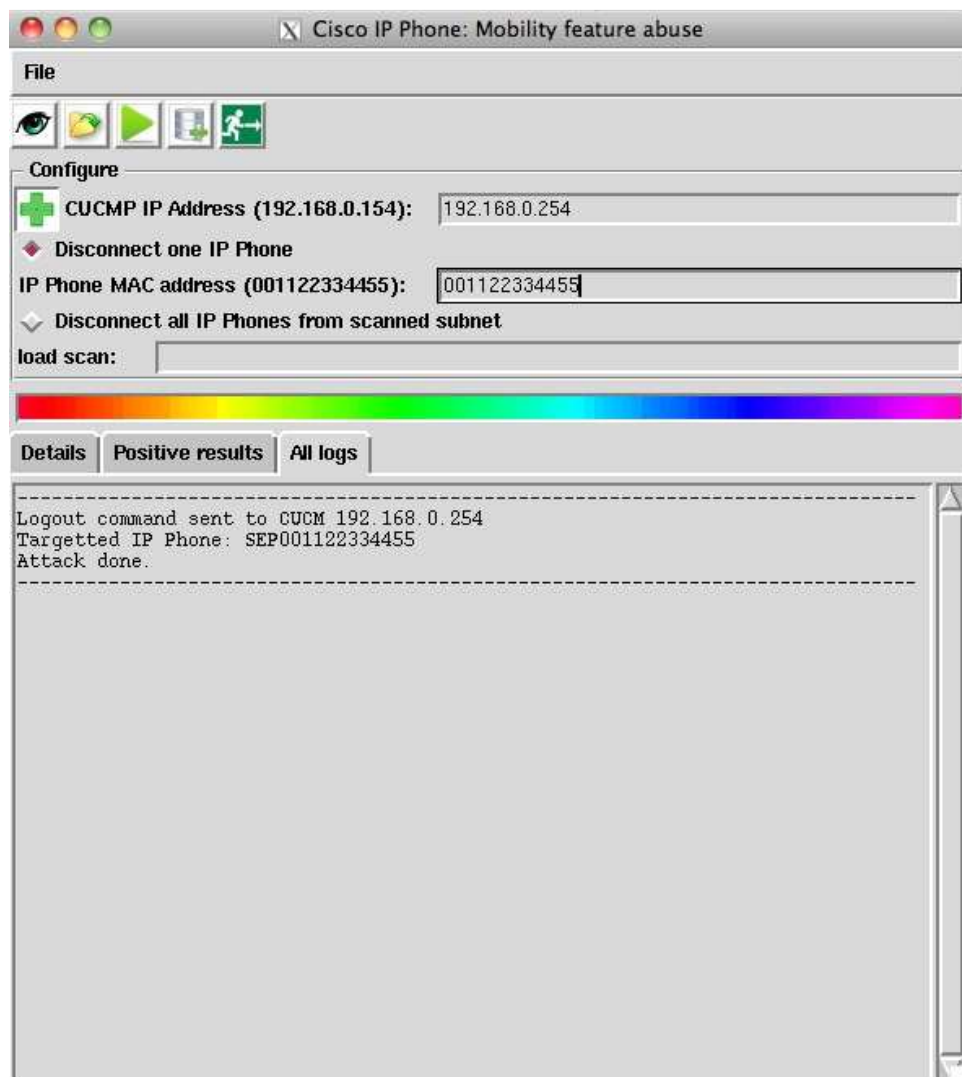 X Cisco IP Phone: Mobility feature abuse
File
Configure
CUCMP IP Address (192.168.0.154): 192.168.0.254
Disconnect one IP Phone
IP Phone MAC address (001122334455): 001122334455
Disconnect all IP Phones from scanned subnet
load scan:
Details Positive results All logs
--------------------------------------------------------------------------------
Logout command sent to CUCM 192.168.0.254
Targetted IP Phone: SEP001122334455
Attack done.
--------------------------------------------------------------------------------